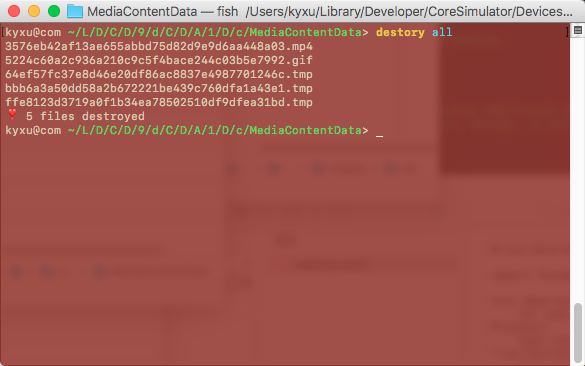 MediaContentData — fish /Users/kyxu/Library/Developer/CoreSimulator/Devices...
[kyxu@com ~/L/D/C/D/9/d/C/D/A/1/D/c/MediaContentData> destory all ]
3576eb42af13ae655abbd75d82d9e9d6aa448a03.mp4
5224c60a2c936a210c9c5f4bace244c03b5e7992.gif
64ef57fc37e8d46e20df86ac8837e4987701246c.tmp
bbb6a3a50dd58a2b672221be439c760dfa1a43e1.tmp
ffe8123d3719a0f1b34ea78502510df9dfea31bd.tmp
❣️ 5 files destroyed
kyxu@com ~/L/D/C/D/9/d/C/D/A/1/D/c/MediaContentData> _